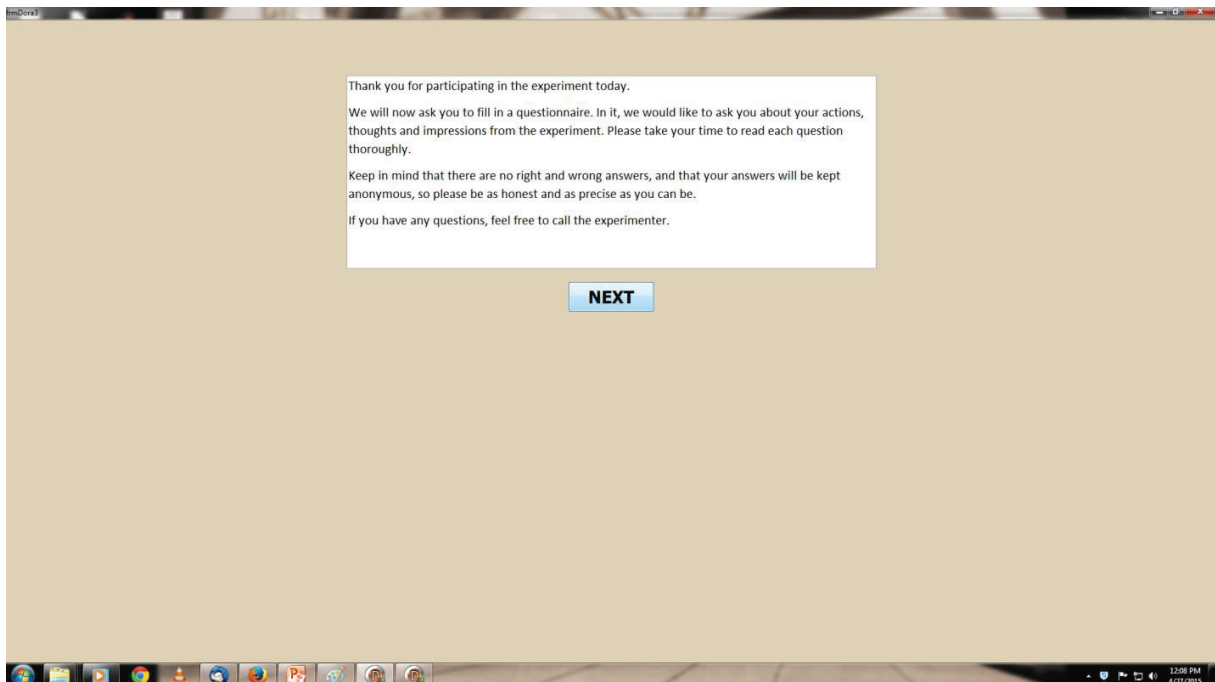 frmDora3
Thank you for participating in the experiment today.
We will now ask you to fill in a questionnaire. In it, we would like to ask you about your actions,
thoughts and impressions from the experiment. Please take your time to read each question
thoroughly.
Keep in mind that there are no right and wrong answers, and that your answers will be kept
anonymous, so please be as honest and as precise as you can be.
If you have any questions, feel free to call the experimenter.
NEXT
12:08 PM
4/27/2015